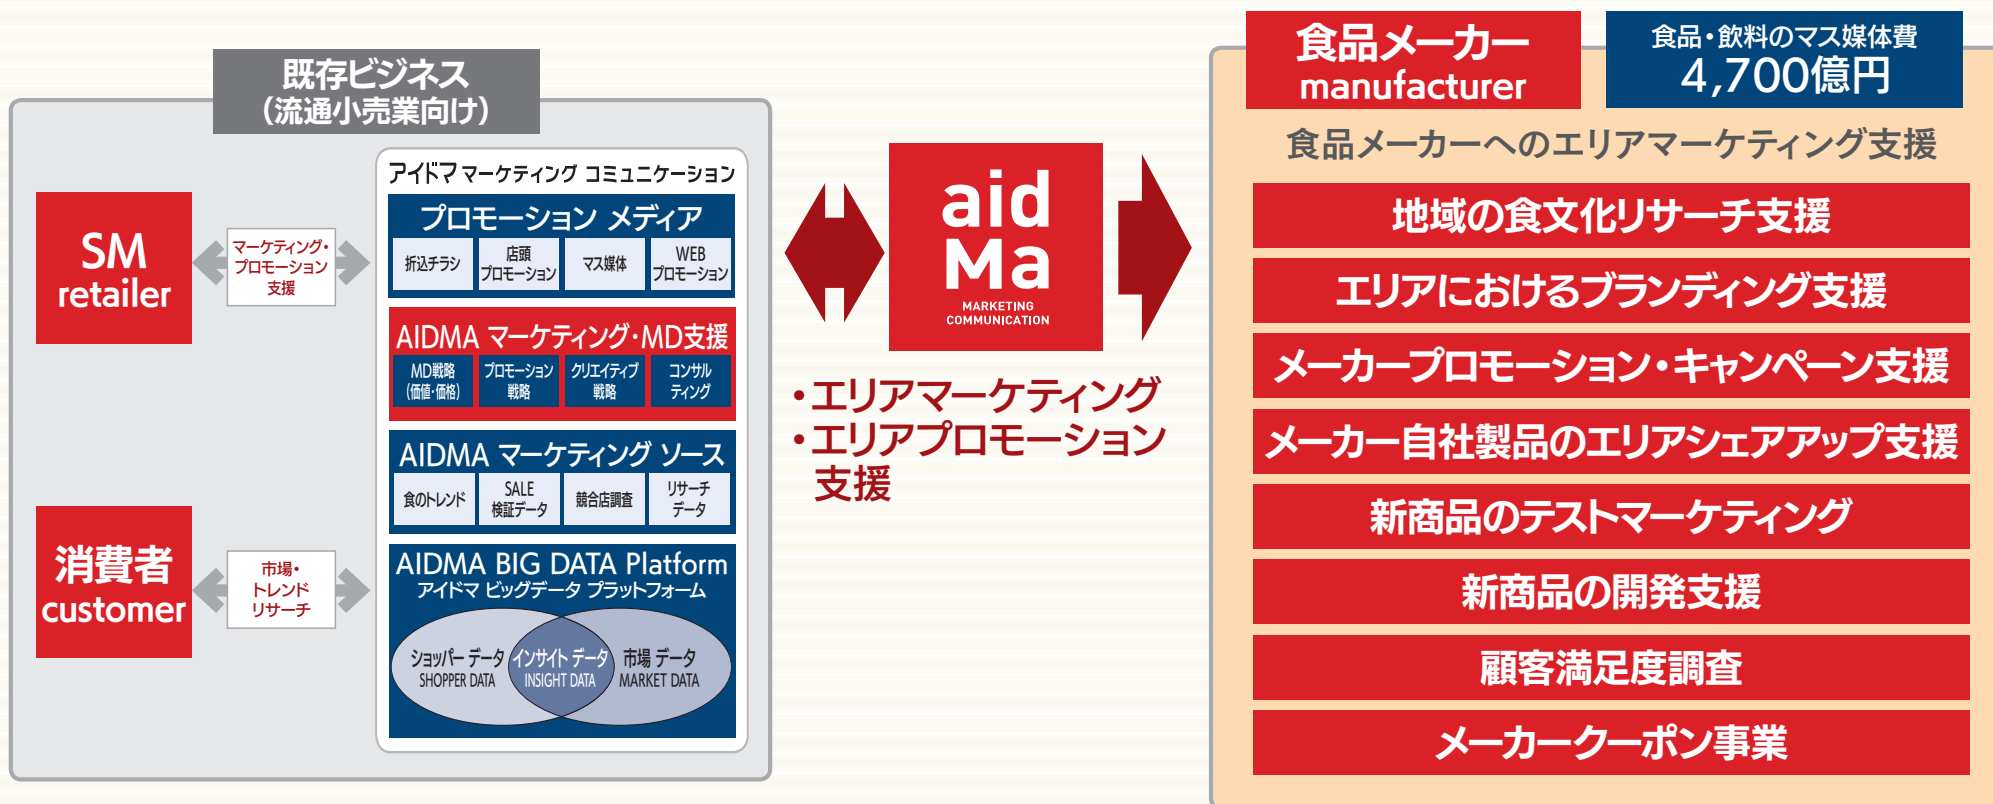 既存ビジネス
（流通小売業向け）
SM
retailer
マーケティング・
プロモーション
支援
消費者
customer
市場・
トレンド
リサーチ
アイドマ マーケティング コミュニケーション
プロモーション メディア
折込チラシ
店頭
プロモーション
マス媒体
WEB
プロモーション
AIDMA マーケティング・MD支援
MD戦略
(価値・価格)
プロモーション
戦略
クリエイティブ
戦略
コンサル
ティング
AIDMA マーケティング ソース
食のトレンド
SALE
検証データ
競合店調査
リサーチ
データ
AIDMA BIG DATA Platform
アイドマ ビッグデータ プラットフォーム
ショッパー データ
SHOPPER DATA
インサイト データ
INSIGHT DATA
市場 データ
MARKET DATA
aid
Ma
MARKETING
COMMUNICATION
・エリアマーケティング
・エリアプロモーション
支援
食品メーカー
manufacturer
食品・飲料のマス媒体費
4,700億円
食品メーカーへのエリアマーケティング支援
地域の食文化リサーチ支援
エリアにおけるブランディング支援
メーカープロモーション・キャンペーン支援
メーカー自社製品のエリアシェアアップ支援
新商品のテストマーケティング
新商品の開発支援
顧客満足度調査
メーカークーポン事業